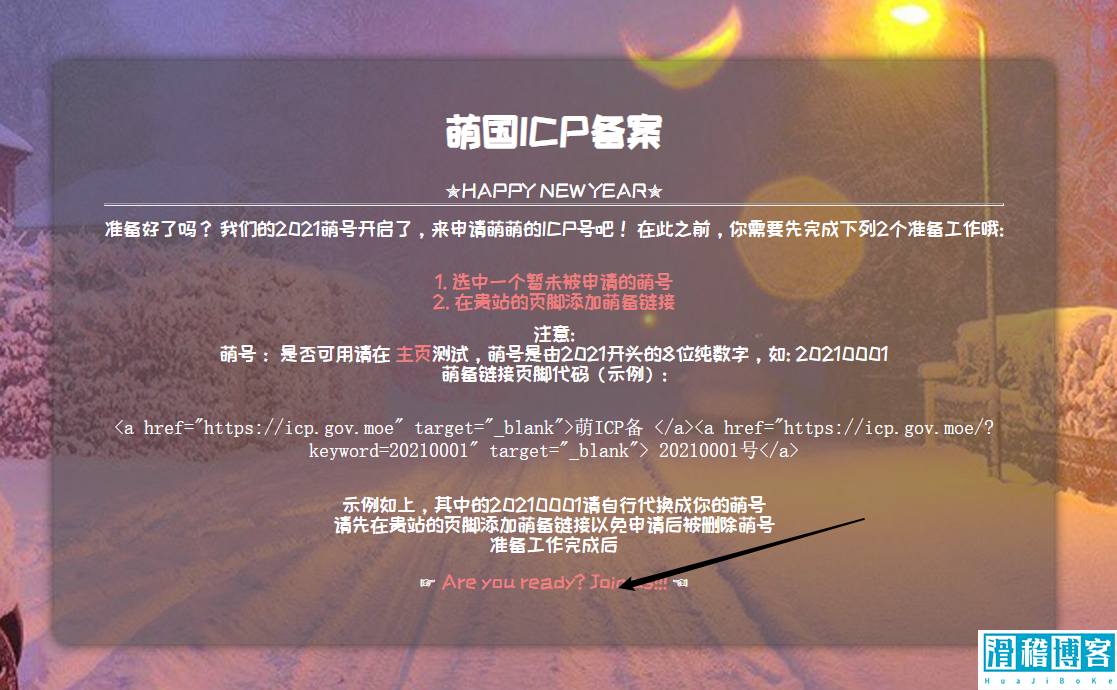 萌国ICP备案
★HAPPY NEW YEAR★
准备好了吗？ 我们的2021萌号开启了，来申请萌萌的ICP号吧！ 在此之前，你需要先完成下列2个准备工作哦:
1. 选中一个暂未被申请的萌号
2. 在贵站的页脚添加萌备链接
注意:
萌号： 是否可用请在 主页测试，萌号是由2021开头的8位纯数字，如: 20210001
萌备链接页脚代码（示例）:
<a href="https://icp.gov.moe" target="_blank">萌ICP备 </a><a href="https://icp.gov.moe/?
keyword=20210001" target="_blank"> 20210001号</a>
示例如上，其中的20210001请自行代换成你的萌号
请先在贵站的页脚添加萌备链接以免申请后被删除萌号
准备工作完成后
☞ Are you ready? Join !!! ☜
滑稽博客
HuaJiBoKe